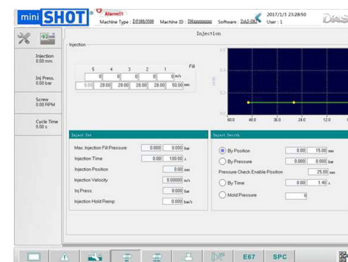 mini SHOT
Alarm!!!
Machine Type :
Machine ID :
Software :
2017/1/3 23:28:50
User : 1
Injection
Injection
0.00 mm
Inj Press.
0.00 bar
Screw
0.00 RPM
Cycle Time
0.00 s
Injection
5 4 3 2 1 Fill
0 0 0 0 0 mm/s
0.00 28.00 28.00 28.00 28.00 50.00 mm
Inject Set
Max. Injection Fill Pressure 0.000 0.000 bar
Injection Time 0.00 100.00 s
Injection Position 0.00 mm
Injection Velocity 0.00000 m/s
Inj Press 0.000 bar
Injection Hold Ramp 0.000 bar/s
Inject Switch
By Position 0.00 15.00 mm
By Pressure 0.000 0.000 bar
Pressure Check Enable Position 25.00 mm
By Time 0.00 1.40 s
Mold Pressure
60.0 48.0 36.0 24.0 12.0
E67
SPC